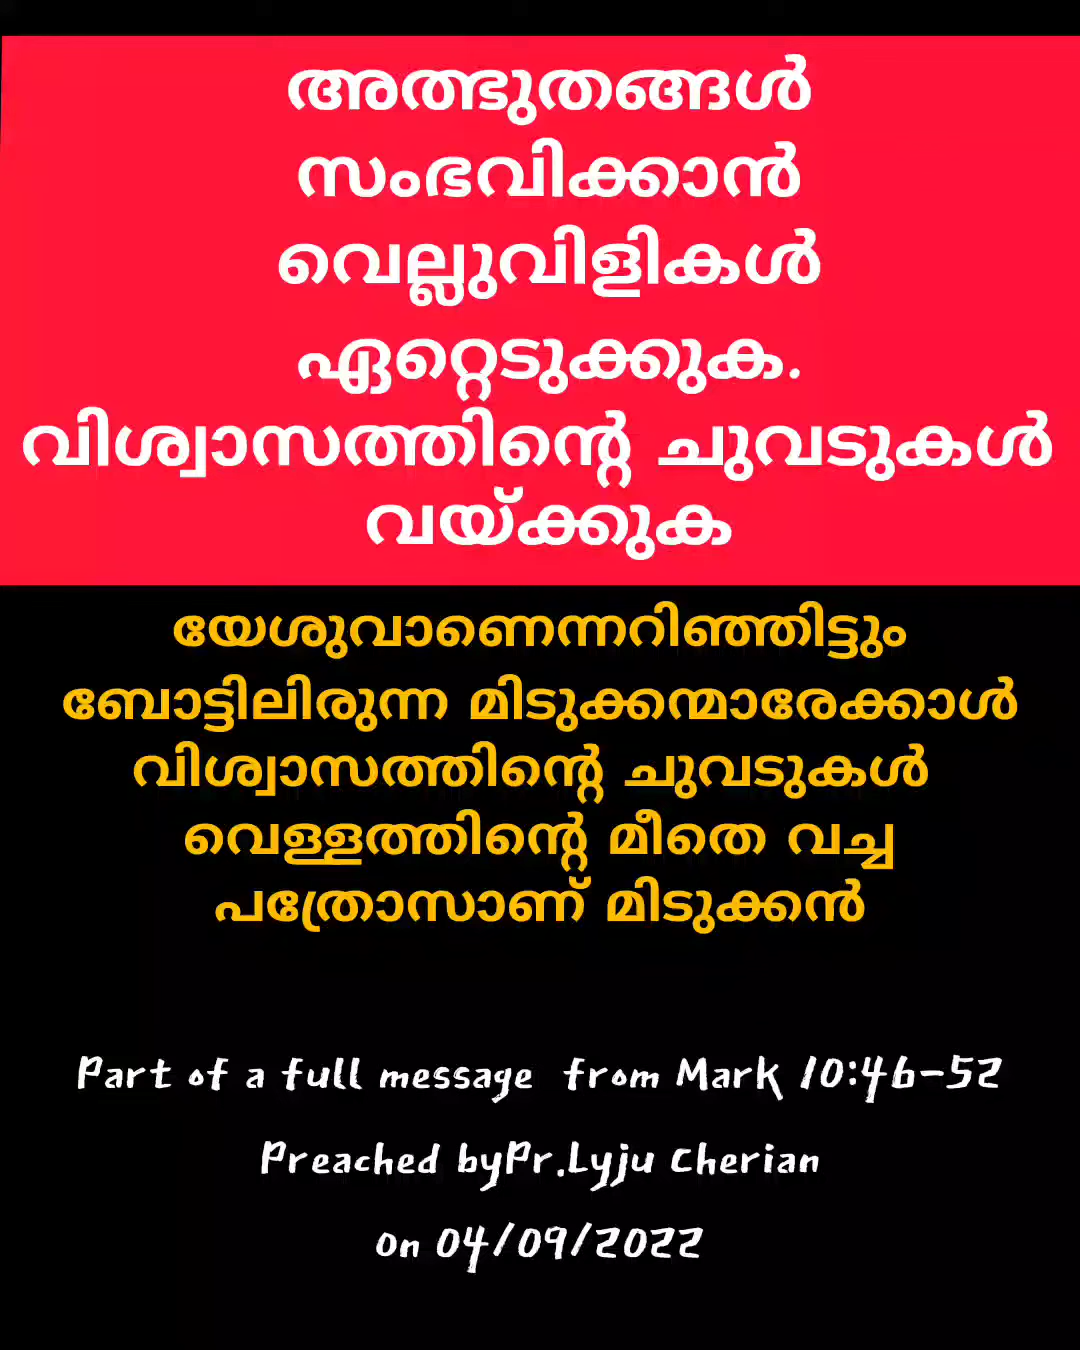 അത്ഭുതങ്ങൾ
സംഭവിക്കാൻ
വെല്ലുവിളികൾ
ഏറ്റെടുക്കുക.
വിശ്വാസത്തിന്റെ ചുവടുകൾ
വയ്ക്കുക
യേശുവാണെന്നറിഞ്ഞിട്ടും
ബോട്ടിലിരുന്ന മിടുക്കന്മാരേക്കാൾ
വിശ്വാസത്തിന്റെ ചുവടുകൾ
വെള്ളത്തിന്റെ മീതെ വച്ച
പത്രോസാണ് മിടുക്കൻ
Part of a full message from Mark 10:46-52
Preached byPr.Lyju Cherian
on 04/09/2022